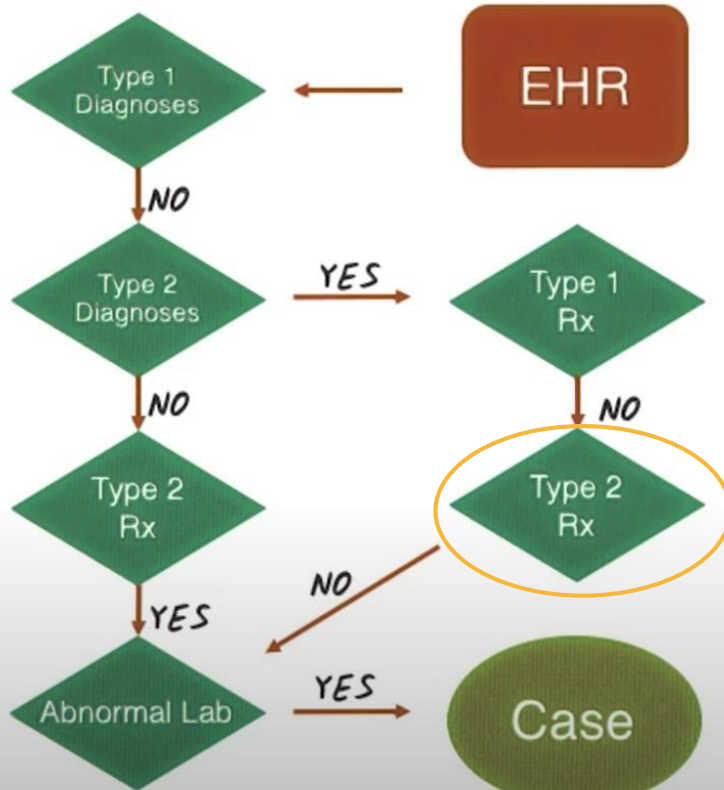 Type 1
Diagnoses
EHR
NO
Type 2
Diagnoses
YES
Type 1
Rx
NO
NO
Type 2
Rx
Type 2
Rx
YES
NO
Abnormal Lab
YES
Case